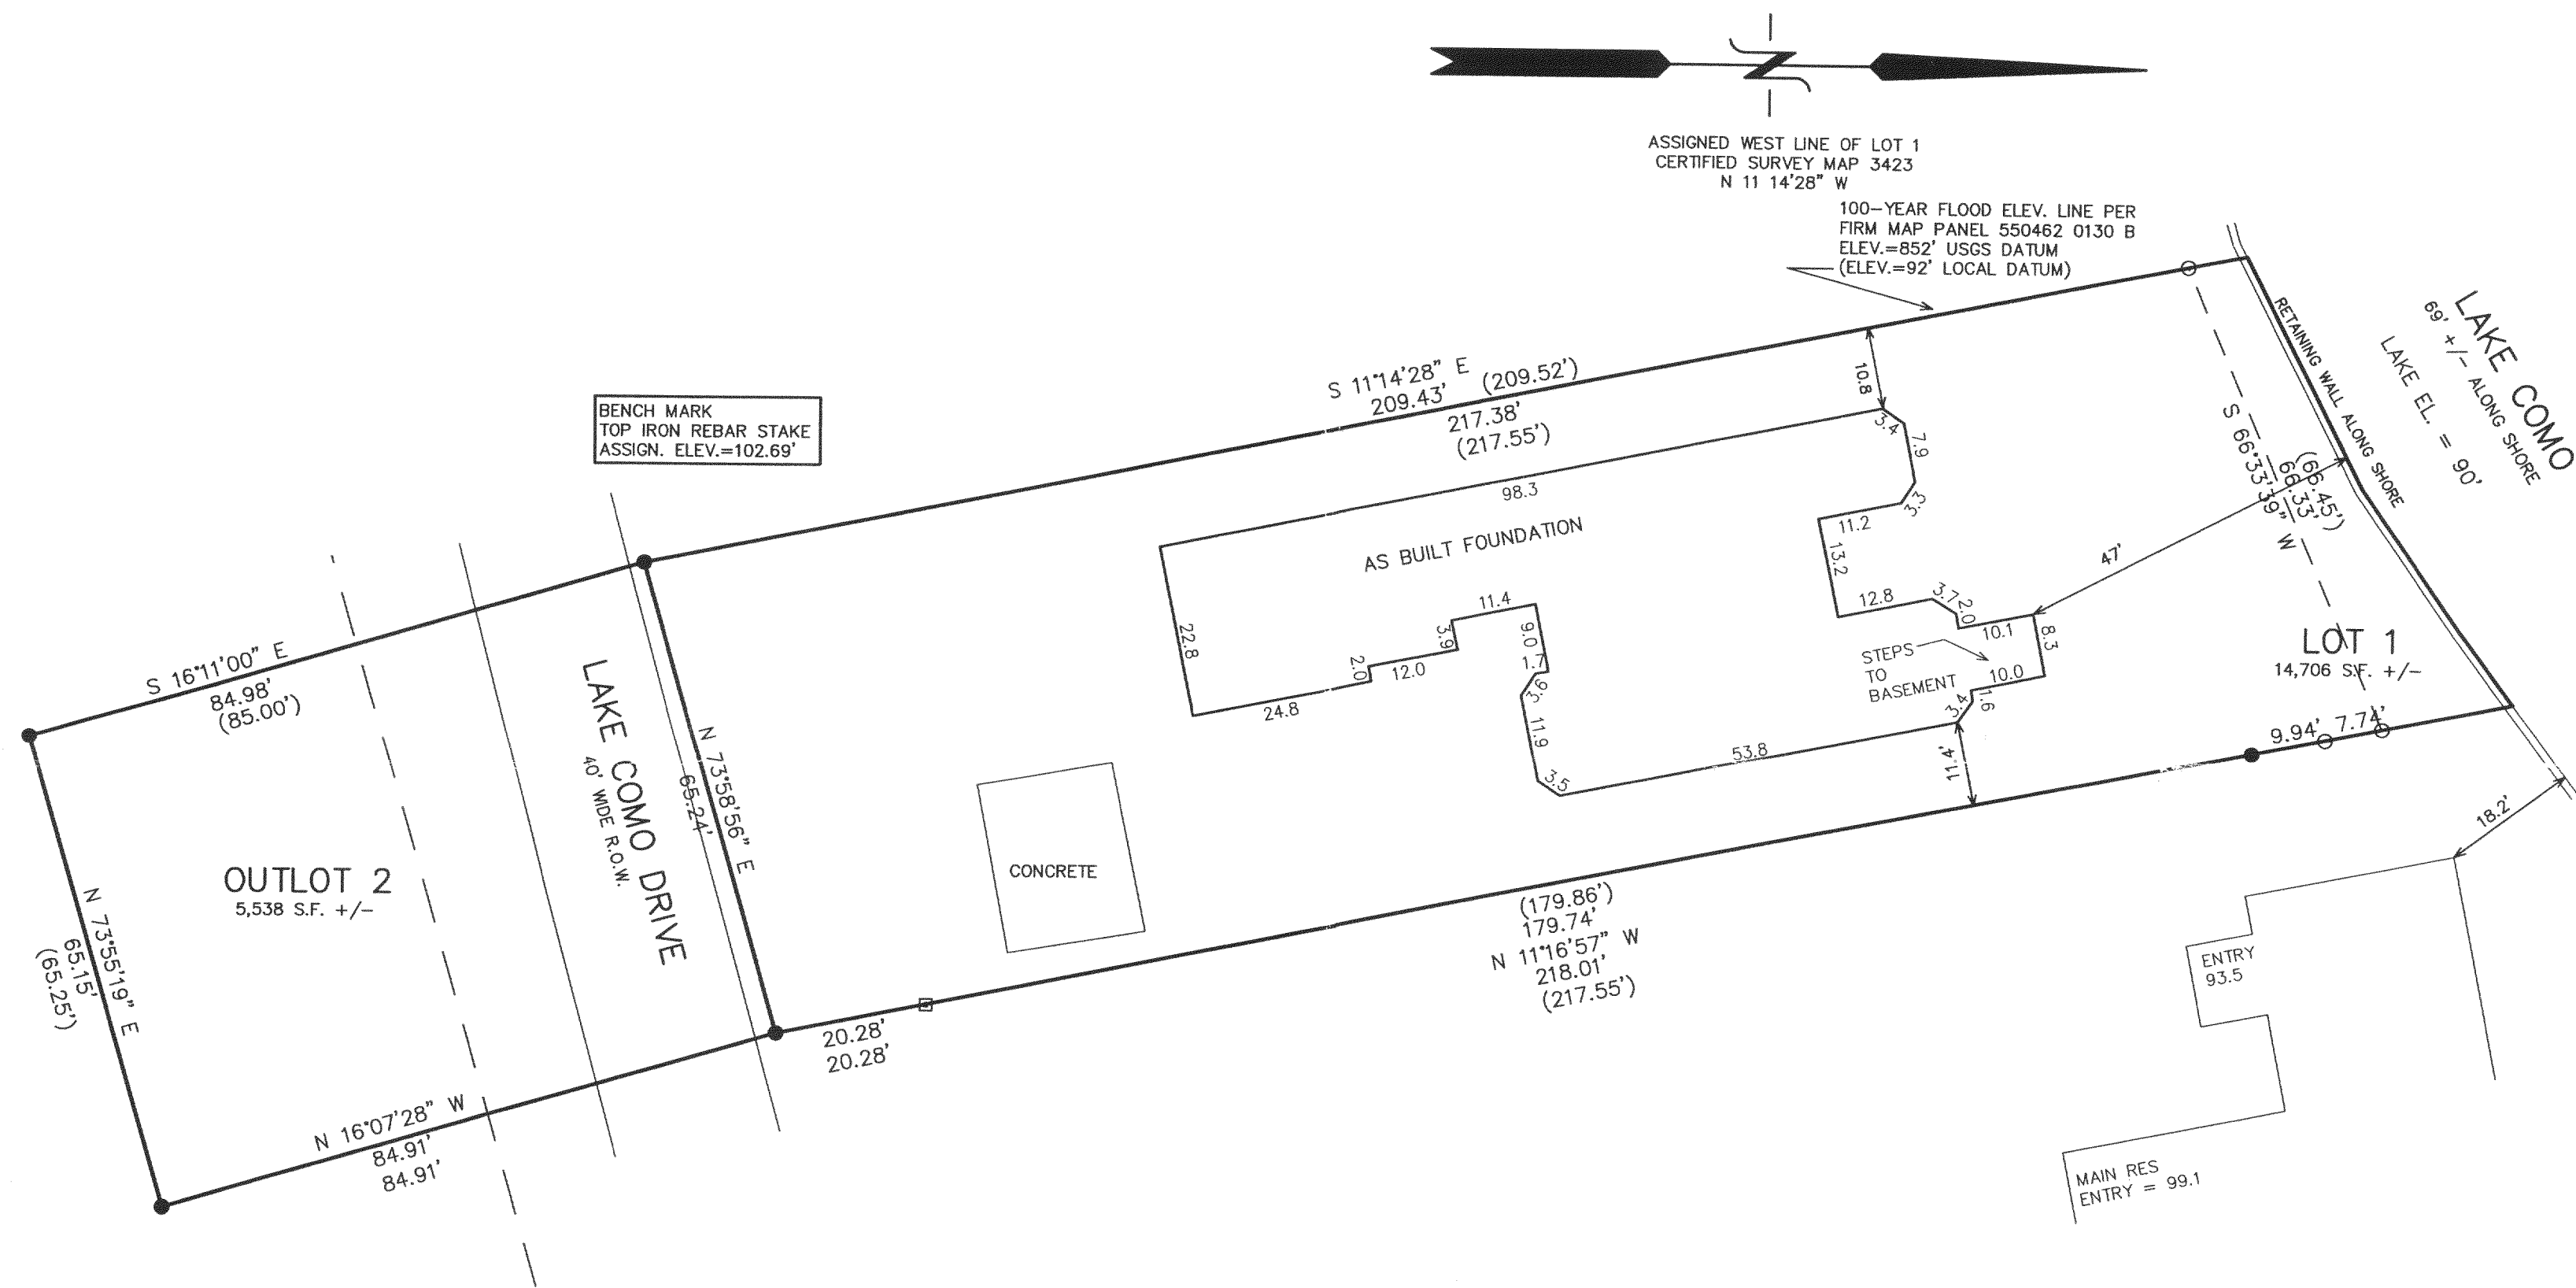 ASSIGNED WEST LINE OF LOT 1
CERTIFIED SURVEY MAP 3423
N 11 14'28" W
100-YEAR FLOOD ELEV. LINE PER
FIRM MAP PANEL 550462 0130 B
ELEV.=852' USGS DATUM
(ELEV.=92' LOCAL DATUM)
LAKE COMO
69' +/- ALONG SHORE
LAKE EL. = 90'
RETAINING WALL ALONG SHORE
S 66°33'39" W
66.33'
(66.45')
S 11°14'28" E
209.43'
(209.52')
217.38'
(217.55')
BENCH MARK
TOP IRON REBAR STAKE
ASSIGN. ELEV.=102.69'
10.8
3.4
7.9
3.3
98.3
11.2
13.2
AS BUILT FOUNDATION
47'
12.8
3.7
2.0
10.1
8.3
11.4
9.0
3.9
1.7
22.8
2.0
12.0
3.6
24.8
11.9
3.5
53.8
STEPS
TO
BASEMENT
10.0
1.6
3.4
11.4'
LOT 1
14,706 S.F. +/-
9.94'
7.74'
18.2'
S 16°11'00" E
84.98'
(85.00')
LAKE COMO DRIVE
40' WIDE R.O.W.
N 73°58'56" E
65.24'
OUTLOT 2
5,538 S.F. +/-
N 73°55'19" E
65.15'
(65.25')
CONCRETE
(179.86')
179.74'
N 11°16'57" W
218.01'
(217.55')
20.28'
20.28'
N 16°07'28" W
84.91'
84.91'
ENTRY
93.5
MAIN RES
ENTRY = 99.1